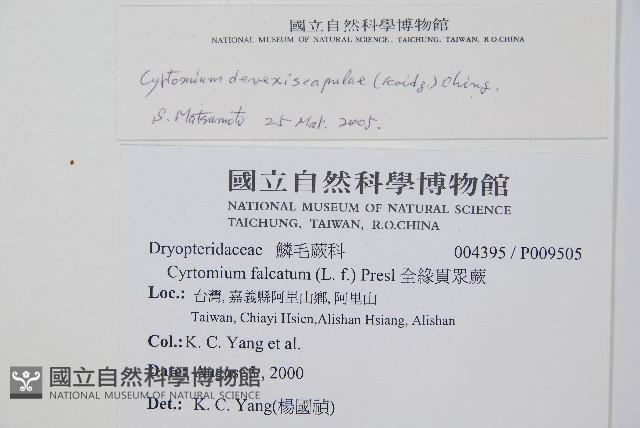 國立自然科學博物館
NATIONAL MUSEUM OF NATURAL SCIENCE, TAICHUNG, TAIWAN, R.O.CHINA
Cyrtomium devexiscapulae (Koidz.) Ching.
S. Matsumoto 25 Mar. 2005.
國立自然科學博物館
NATIONAL MUSEUM OF NATURAL SCIENCE
TAICHUNG, TAIWAN, R.O.CHINA
Dryopteridaceae 鱗毛蕨科 004395 / P009505
Cyrtomium falcatum (L. f.) Presl 全緣貫眾蕨
Loc.: 台灣, 嘉義縣阿里山鄉, 阿里山
Taiwan, Chiayi Hsien,Alishan Hsiang, Alishan
Col.: K. C. Yang et al.
Date: , 2000
Det.: K. C. Yang(楊國禎)
國立自然科學博物館
NATIONAL MUSEUM OF NATURAL SCIENCE